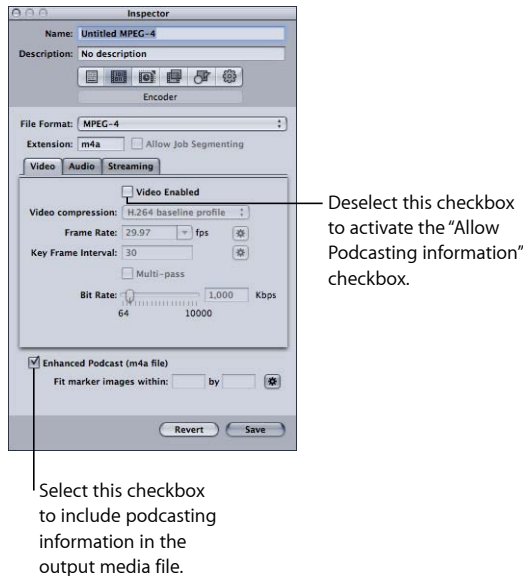 Inspector
Name: Untitled MPEG-4
Description: No description
Encoder
File Format: MPEG-4
Extension: m4a Allow Job Segmenting
Video Audio Streaming
Video Enabled
Video compression: H.264 baseline profile
Frame Rate: 29.97 fps
Key Frame Interval: 30
Multi-pass
Bit Rate: 1,000 Kbps
64 10000
Enhanced Podcast (m4a file)
Fit marker images within: by
Revert Save
Deselect this checkbox
to activate the “Allow
Podcasting information”
checkbox.
Select this checkbox
to include podcasting
information in the
output media file.